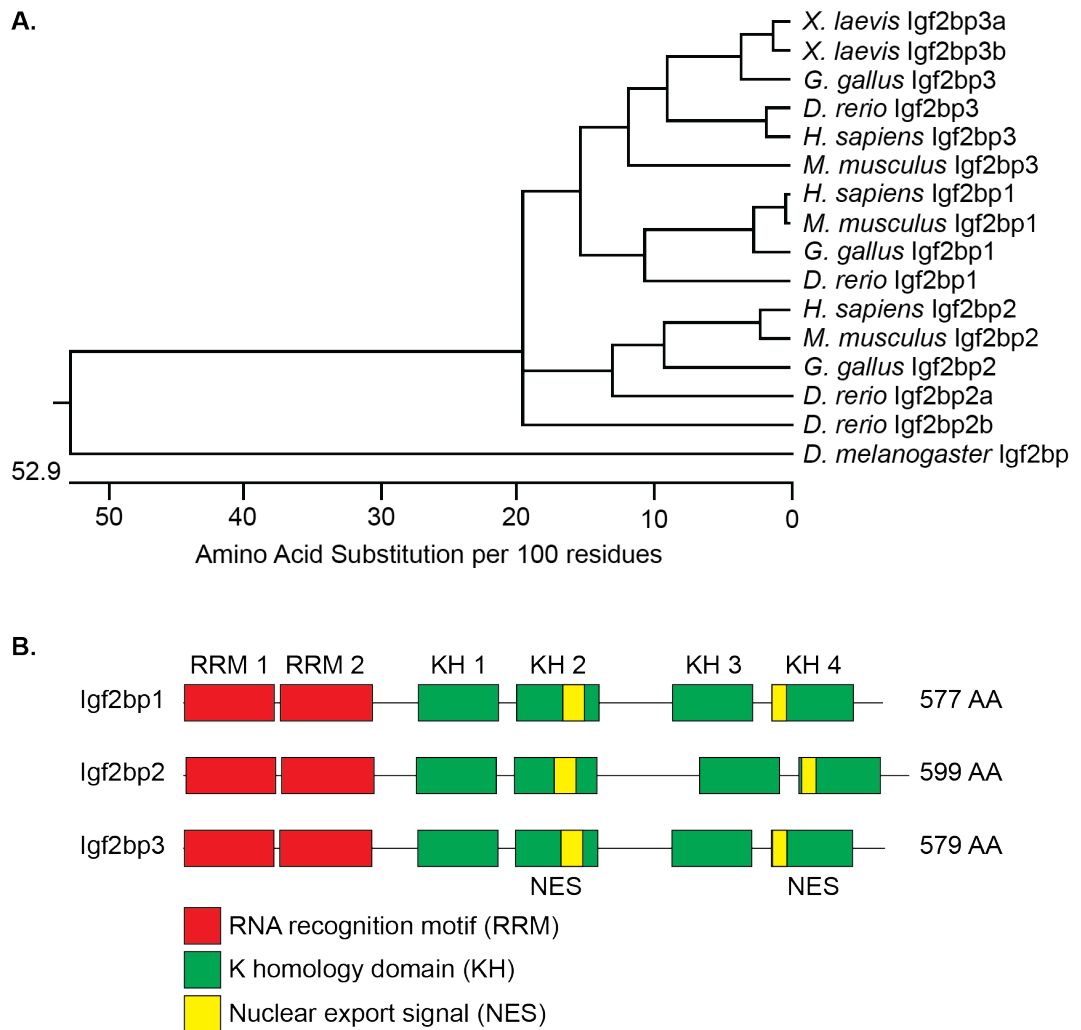 A.
X. laevis Igf2bp3a
X. laevis Igf2bp3b
G. gallus Igf2bp3
D. rerio Igf2bp3
H. sapiens Igf2bp3
M. musculus Igf2bp3
H. sapiens Igf2bp1
M. musculus Igf2bp1
G. gallus Igf2bp1
D. rerio Igf2bp1
H. sapiens Igf2bp2
M. musculus Igf2bp2
G. gallus Igf2bp2
D. rerio Igf2bp2a
D. rerio Igf2bp2b
D. melanogaster Igf2bp
52.9
50 40 30 20 10 0
Amino Acid Substitution per 100 residues
B.
RRM 1 RRM 2 KH 1 KH 2 KH 3 KH 4
Igf2bp1 577 AA
Igf2bp2 599 AA
Igf2bp3 579 AA
NES NES
RNA recognition motif (RRM)
K homology domain (KH)
Nuclear export signal (NES)